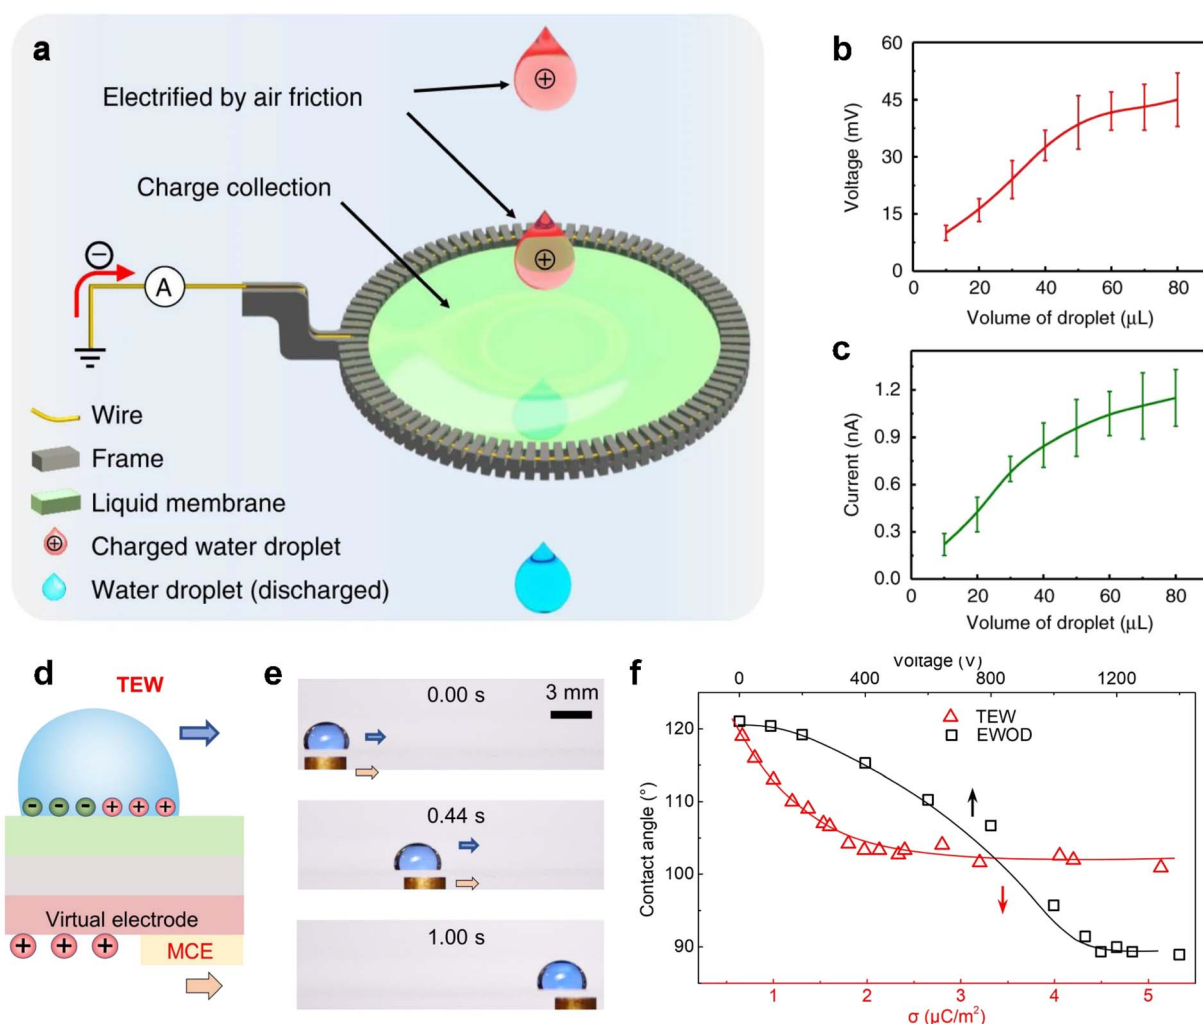 a
Electrified by air friction
Charge collection
A
Wire
Frame
Liquid membrane
Charged water droplet
Water droplet (discharged)
b
60
45
30
15
0
Voltage (mV)
0 20 40 60 80
Volume of droplet (μL)
c
1.2
0.9
0.6
0.3
0.0
Current (nA)
0 20 40 60 80
Volume of droplet (μL)
d
TEW
Virtual electrode
MCE
e
0.00 s
3 mm
0.44 s
1.00 s
f
Voltage (V)
0 400 800 1200
TEW
EWOD
120
110
100
90
Contact angle (°)
1 2 3 4 5
σ (μC/m²)